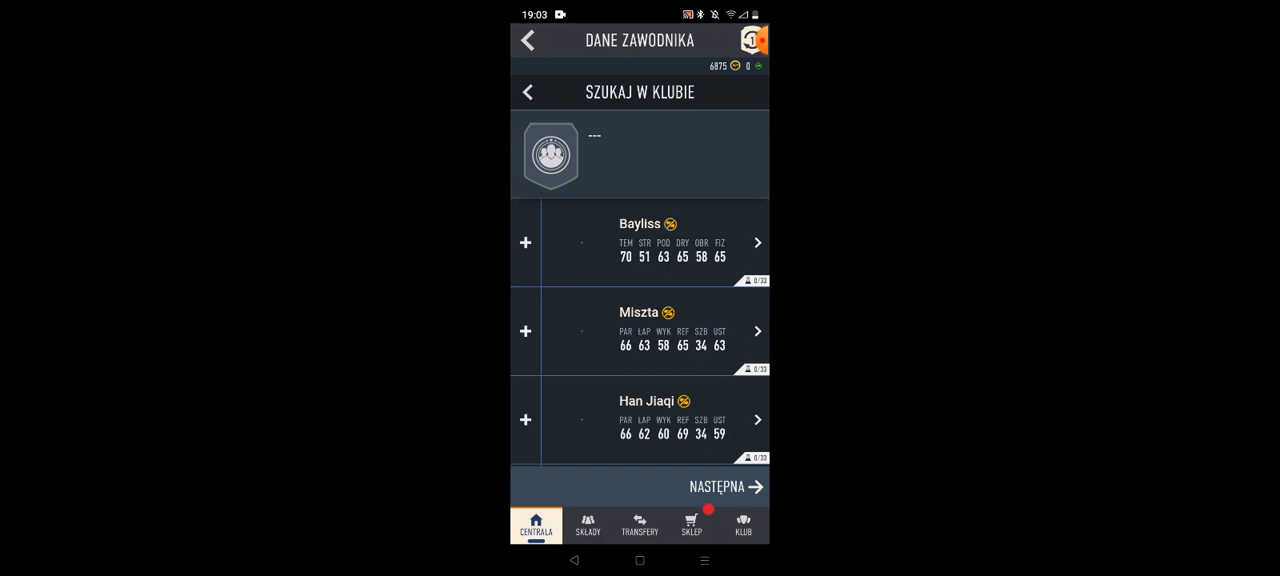 19:03
DANE ZAWODNIKA
1
6875 0
SZUKAJ W KLUBIE
---
Bayliss
TEM STR POD DRY OBR FIZ
70 51 63 65 58 65
0/33
Miszta
PAR ŁAP WYK REF SZB UST
66 63 58 65 34 63
0/33
Han Jiaqi
PAR ŁAP WYK REF SZB UST
66 62 60 69 34 59
0/33
NASTĘPNA
CENTRALA SKŁADY TRANSFERY SKLEP KLUB